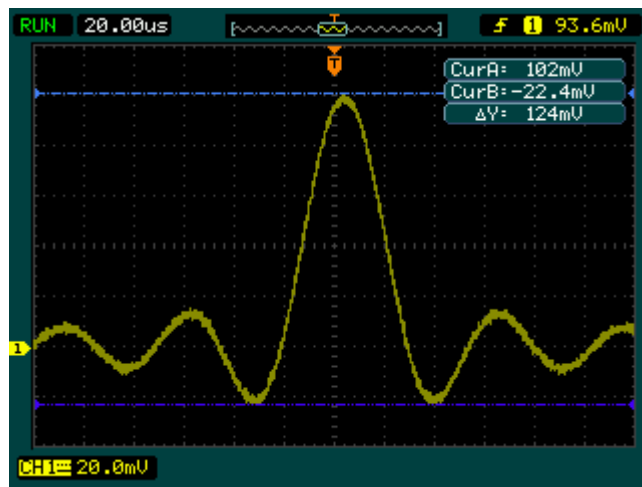 RUN 20.00us 1 93.6mV
T
CurA: 102mV
CurB:-22.4mV
ΔY: 124mV
1
CH1 20.0mV